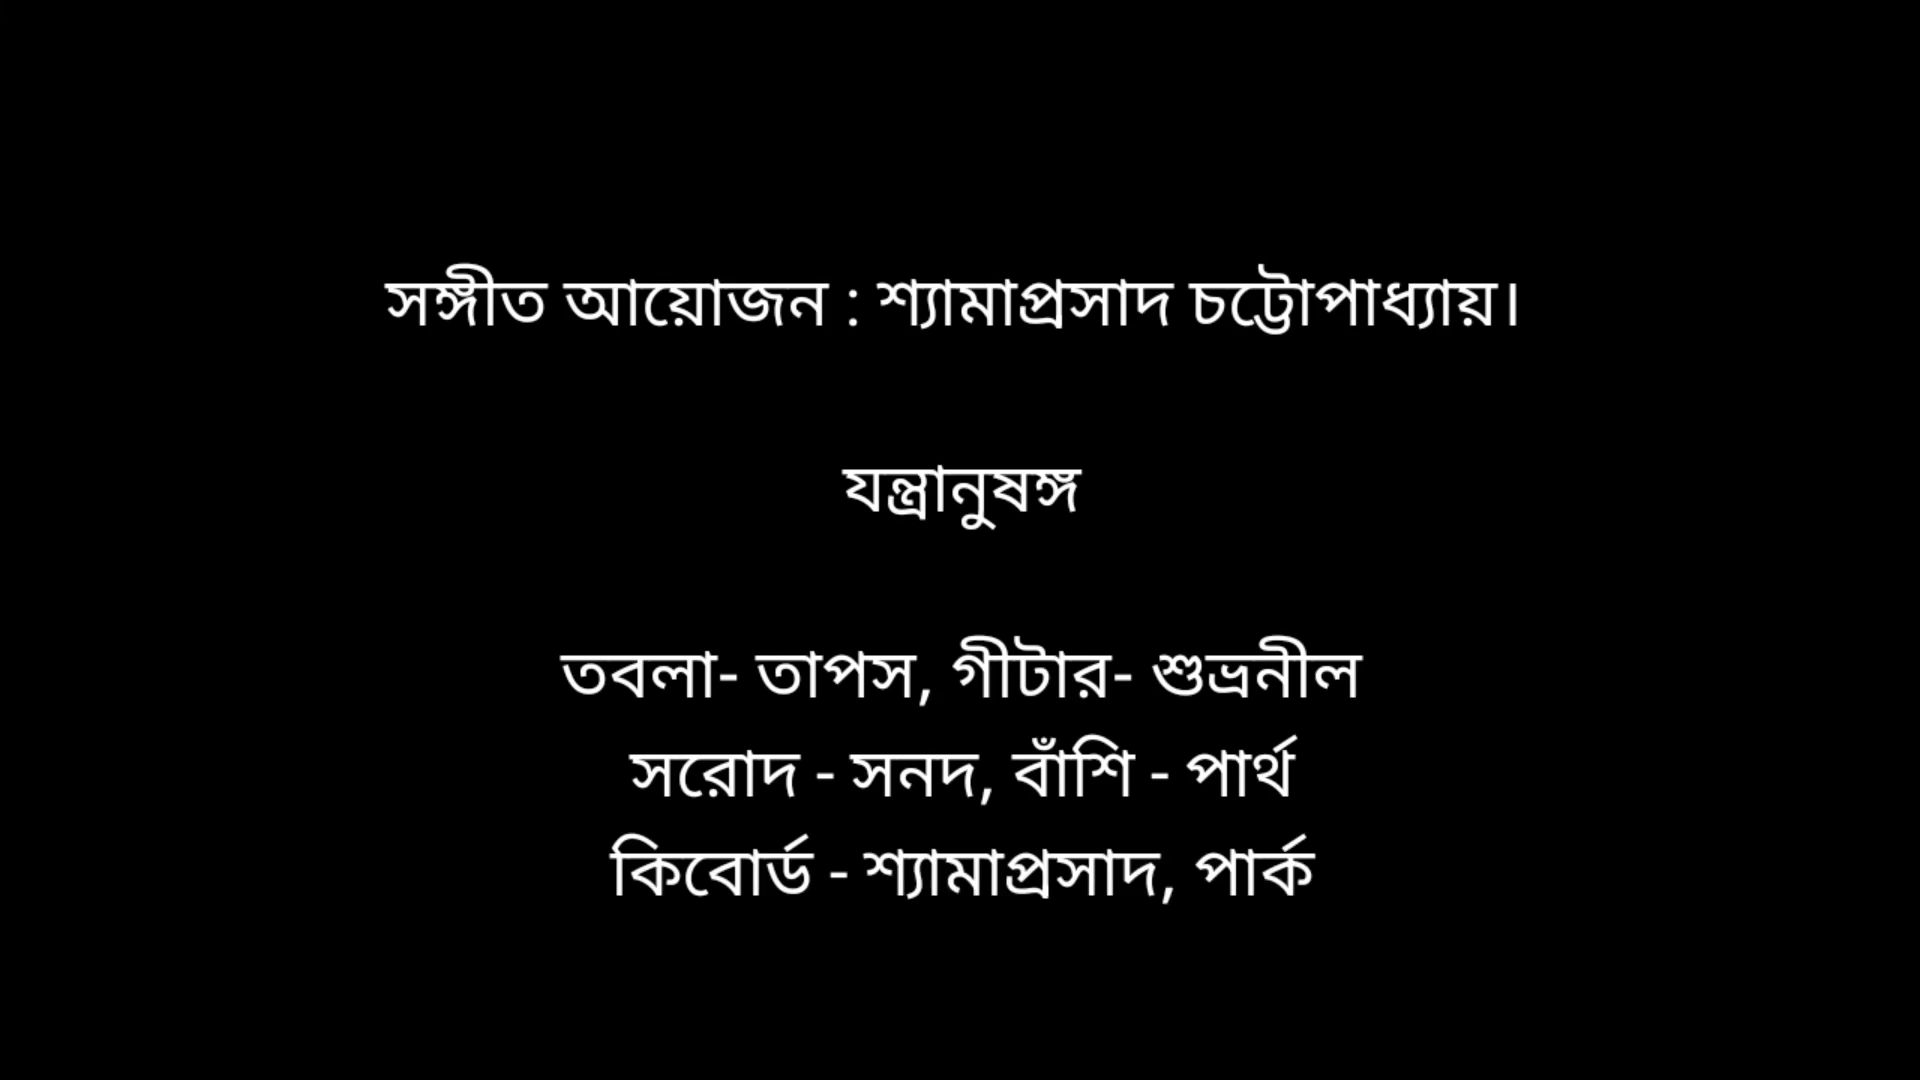 সঙ্গীত আয়োজন : শ্যামাপ্রসাদ চট্টোপাধ্যায়।
যন্ত্রানুষঙ্গ
তবলা- তাপস, গীটার- শুভ্রনীল
সরোদ - সনদ, বাঁশি - পার্থ
কিবোর্ড - শ্যামাপ্রসাদ, পার্ক